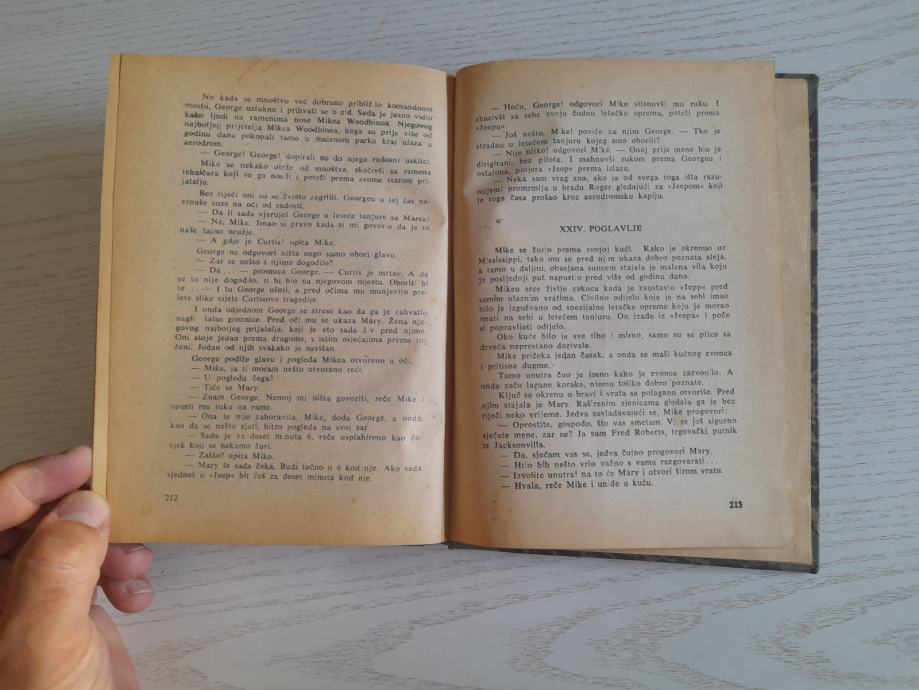 No kada se mnoštvo već dobrano približilo komandnom
mostu, George uzšuknu i prihvati se o zid. Sada je jasno vidio
kako ljudi na ramenima nose Mikea Woodbinea, Njegovog
najboljeg prijatelja Mikea Woodbinea, koga su prije više od
godinu dana pokopali tamo u malenom parku kraj ulaza u
aerodrom.
— George! George! dopirali su do njega radosni usklici,
Mike se nekako otrže od mnoštva, skočivši sa ramena
tehničara koji su ga nosili i potrči prema svome starom pri-
jatelju.
Bez riječi oni su se čvrsto zagrlili. Georgeu u taj čas na-
vrnuše suze na oči od radosti.
— Da li sada vjeruješ George u leteće tanjure sa Marsa?
— Ne, Mike. Imao si pravo kada si mi govorio da je to
naše tajno oružje.
— A gdje je Curtis? upita Mike.
George ne odgovori ništa nego samo obori glavu.
— Zar se nešto s njime dogodilo?
— Da... — promuca George. — Curtis je mrtav. A da
se to nije dogodilo, ti bi bio na njegovom mjestu. Oborili bi
te... — I tu George ušuti, a pred očima mu munjevito pre-
lete slike cijele Curtisove tragedije.
I onda odjednom George se strese kao da ga je zahvatio
nagli talas groznice. Pred oči mu se ukaza Mary. Žena nje-
govog najboljeg prijatelja, koji je eto sada živ pred njime.
Oni stoje jedan prema drugome, s istim osjećajima prema toj
ženi. Jedan od njih svakako je suvišan.
George podiže glavu i pogleda Mikea otvoreno u oči.
— Mike, ja ti moram nešto otvoreno reći.
— U pogledu čega?
— Tiče se Mary.
— Znam George. Nemoj mi ništa govoriti, reče Mike i
spusti mu ruku na rame.
— Ona te nije zaboravila, Mike, doda George, a onda,
kao da se nešto sjeti, hitro pogleda na svoj sat.
— Sada je za deset minuta 6, reče usplahireno kao čo-
vjek koji se nekamo žuri.
— Zašto? upita Mike.
— Mary te sada čeka. Budi točno u 6 kod nje. Ako sada
sjedneš u »Jeep« bit ćeš za deset mimuta kod nje.
212
— Hoću, George! odgovori Mike stisnuvši mu ruku. I
zbacivši sa sebe svoju čudnu letačku opremu, potrči prema
»Jeepu«.
— Još nešto, Mike! poviče za njim George. — Tko je
stradao u letećem tanjuru kojeg smo oborili?
— Nije nitko! odgovori Mike. — Onaj prije mene bio je
dirigirani, bez pilota. I mahnuvši rukom prema Georgeu i
ostalima, potjera »Jeep« prema izlazu.
— Neka sam vrag zna, ako ja od svega toga išta razu-
mijem! promrmlja u bradu Roger gledajući za »Jeepom« koji
je toga časa prošao kroz aerodromsku kapiju.
XXIV. POGLAVLJE
Mike se žurio prema svojoj kući. Kako je okrenuo uz
Mississippi, tako mu se pred njim ukaza dobro poznata aleja,
a tamo u daljini, obasjana suncem stajala je malena vila koju
je posljednji put napustio pred više od godinu dana.
Mikeu srce življe zakuca kada je zaustavio »Jepp« pred
samim ulaznim vratima. Civilno odijelo koje je na sebi imao
bilo je izgužvano od specijalne letačke opreme koju je morao
imati na sebi u letećem tanjuru. On izađe iz »Jeepa« i poče
si popravljati odijelo.
Oko kuće bilo je sve tiho i mirno, samo su se ptice sa
drveća neprestano dozivale.
Mike pričeka jedan časak, a onda se maši kućnog zvonca
i pritisne dugme.
Tamo unutra čuo je jasno kako je zvonce zazvonilo. A
onda začu lagane korake, njemu toliko dobro poznate.
Ključ se okrenu u bravi i vrata se polagano otvoriše. Pred
njim stajala je Mary. Raširenim zjenicama gledala ga je bez
riječi neko vrijeme. Jedva savlađavajući se, Mike progovori:
— Oprostite, gospođo, što vas smetam. Vi se još sigurno
sjećate mene, zar ne? Ja sam Fred Roberts, trgovački putnik
iz Jacksonvilla.
— Da, sjećam vas se, jedva čujno progovori Mary.
— Htio bih nešto vrlo važno s vama razgovarati...
— Izvolite unutra! na to će Mary i otvori širom vrata.
— Hvala, reče Mike i unide u kuću.
213